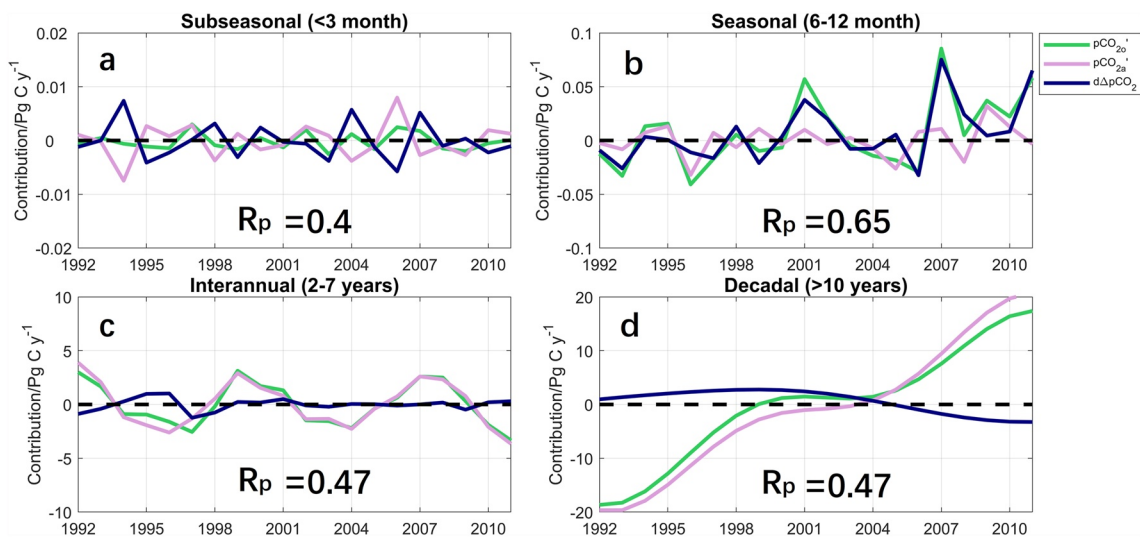 Subseasonal (<3 month)
0.02
0.01
0
-0.01
-0.02
Contribution/Pg C y⁻¹
a
Rₚ =0.4
1992 1995 1998 2001 2004 2007 2010
Seasonal (6-12 month)
0.1
0.05
0
-0.05
-0.1
Contribution/Pg C y⁻¹
b
Rₚ =0.65
1992 1995 1998 2001 2004 2007 2010
pCO₂ₒ'
pCO₂ₐ'
dΔpCO₂
Interannual (2-7 years)
10
5
0
-5
-10
Contribution/Pg C y⁻¹
c
Rₚ =0.47
1992 1995 1998 2001 2004 2007 2010
Decadal (>10 years)
20
10
0
-10
-20
Contribution/Pg C y⁻¹
d
Rₚ =0.47
1992 1995 1998 2001 2004 2007 2010